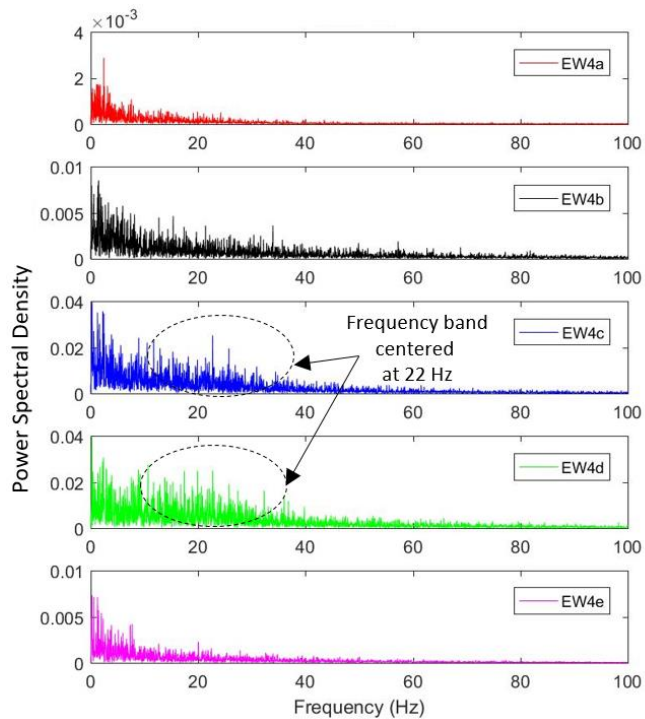 ×10⁻³
4
2
0
EW4a
0 20 40 60 80 100
0.01
0.005
0
EW4b
0 20 40 60 80 100
Power Spectral Density
0.04
0.02
0
EW4c
Frequency band
centered
at 22 Hz
0 20 40 60 80 100
0.04
0.02
0
EW4d
0 20 40 60 80 100
0.01
0.005
0
EW4e
0 20 40 60 80 100
Frequency (Hz)